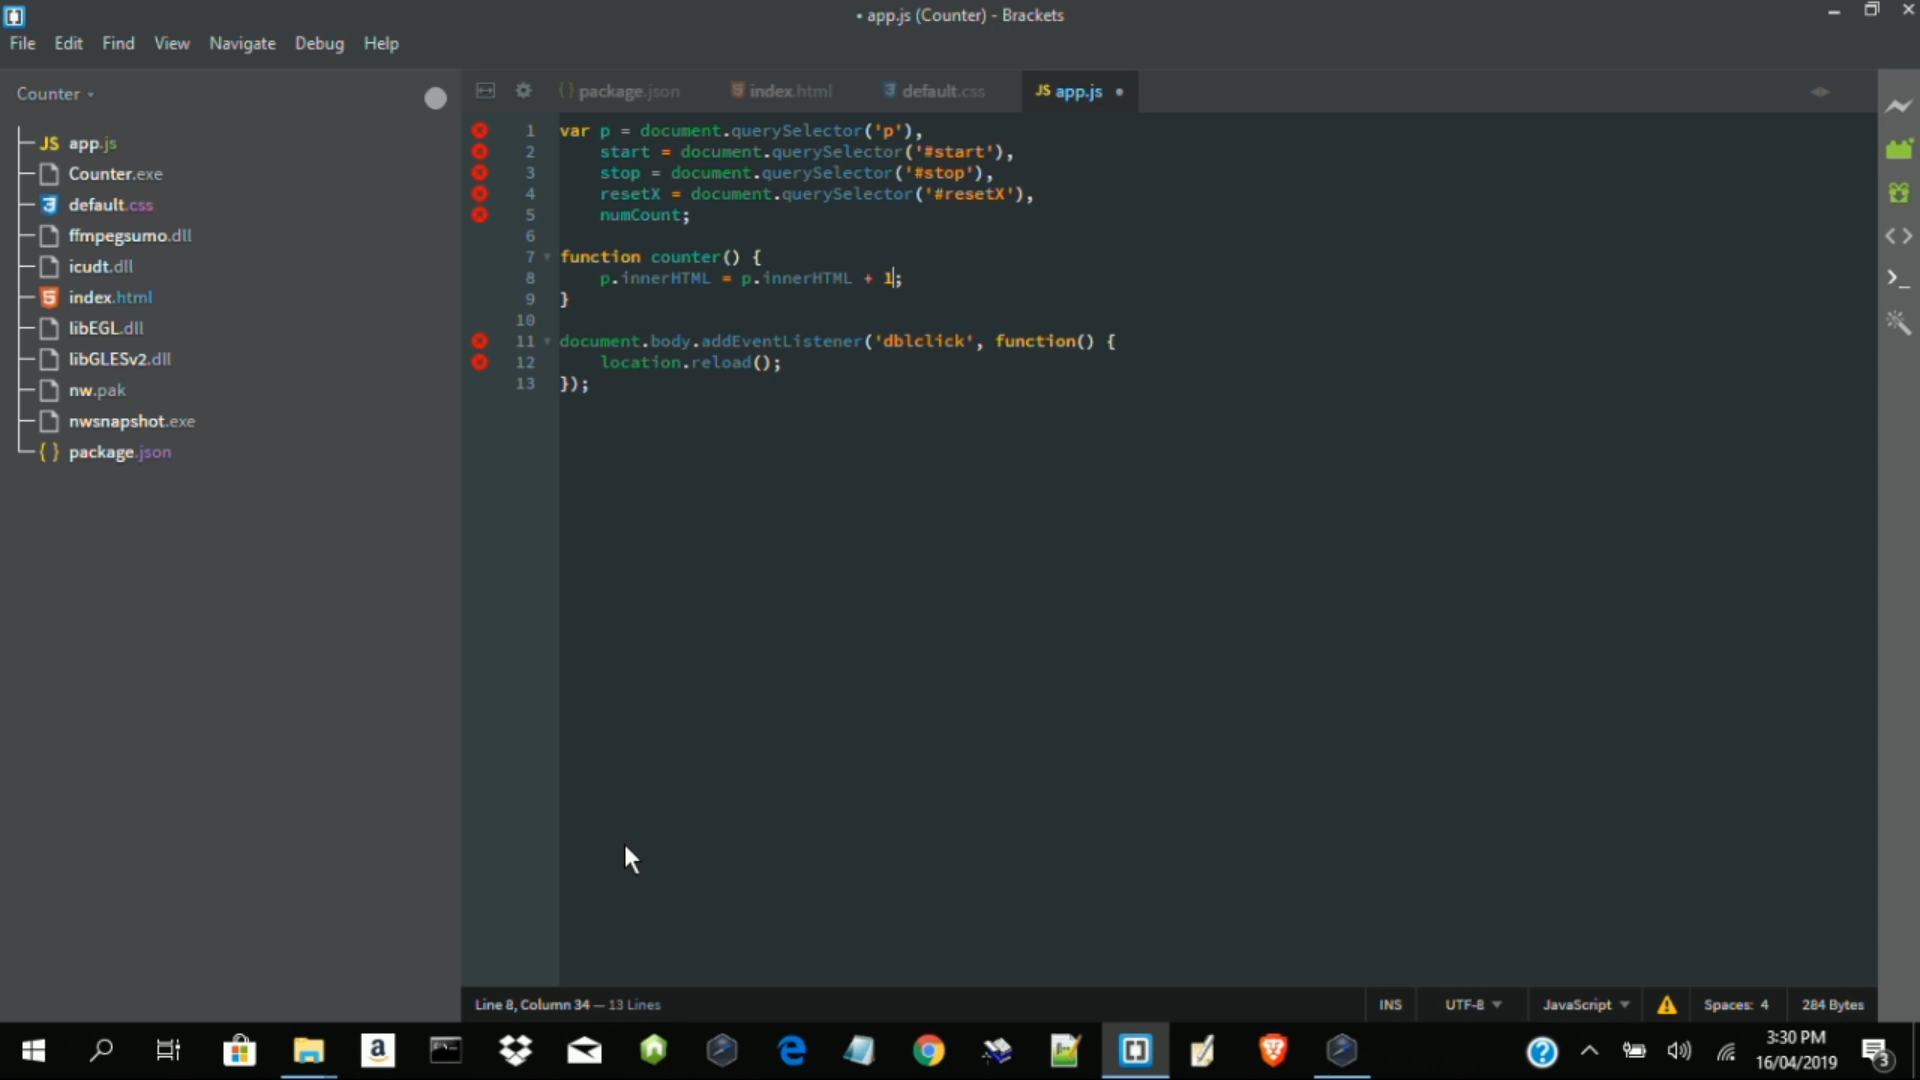 • app.js (Counter) - Brackets
File Edit Find View Navigate Debug Help
Counter
JS app.js
Counter.exe
default.css
ffmpegsumo.dll
icudt.dll
index.html
libEGL.dll
libGLESv2.dll
nw.pak
nwsnapshot.exe
{ } package.json
{ } package.json index.html default.css JS app.js •
1 var p = document.querySelector('p'),
2 start = document.querySelector('#start'),
3 stop = document.querySelector('#stop'),
4 resetX = document.querySelector('#resetX'),
5 numCount;
6
7 function counter() {
8 p.innerHTML = p.innerHTML + 1;
9 }
10
11 document.body.addEventListener('dblclick', function() {
12 location.reload();
13 });
Line 8, Column 34 — 13 Lines
INS UTF-8 JavaScript Spaces: 4 284 Bytes
3:30 PM
16/04/2019
3